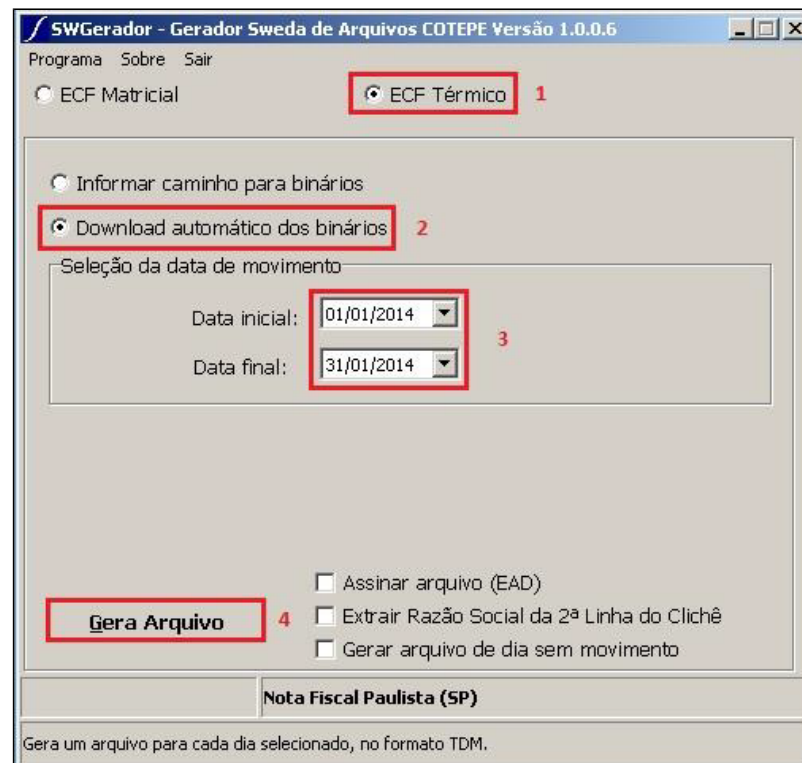 SWGerador - Gerador Sweda de Arquivos COTEPE Versão 1.0.0.6
Programa Sobre Sair
ECF Matricial
ECF Térmico 1
Informar caminho para binários
Download automático dos binários 2
Seleção da data de movimento
Data inicial: 01/01/2014
3
Data final: 31/01/2014
Assinar arquivo (EAD)
Gera Arquivo 4 Extrair Razão Social da 2ª Linha do Clichê
Gerar arquivo de dia sem movimento
Nota Fiscal Paulista (SP)
Gera um arquivo para cada dia selecionado, no formato TDM.